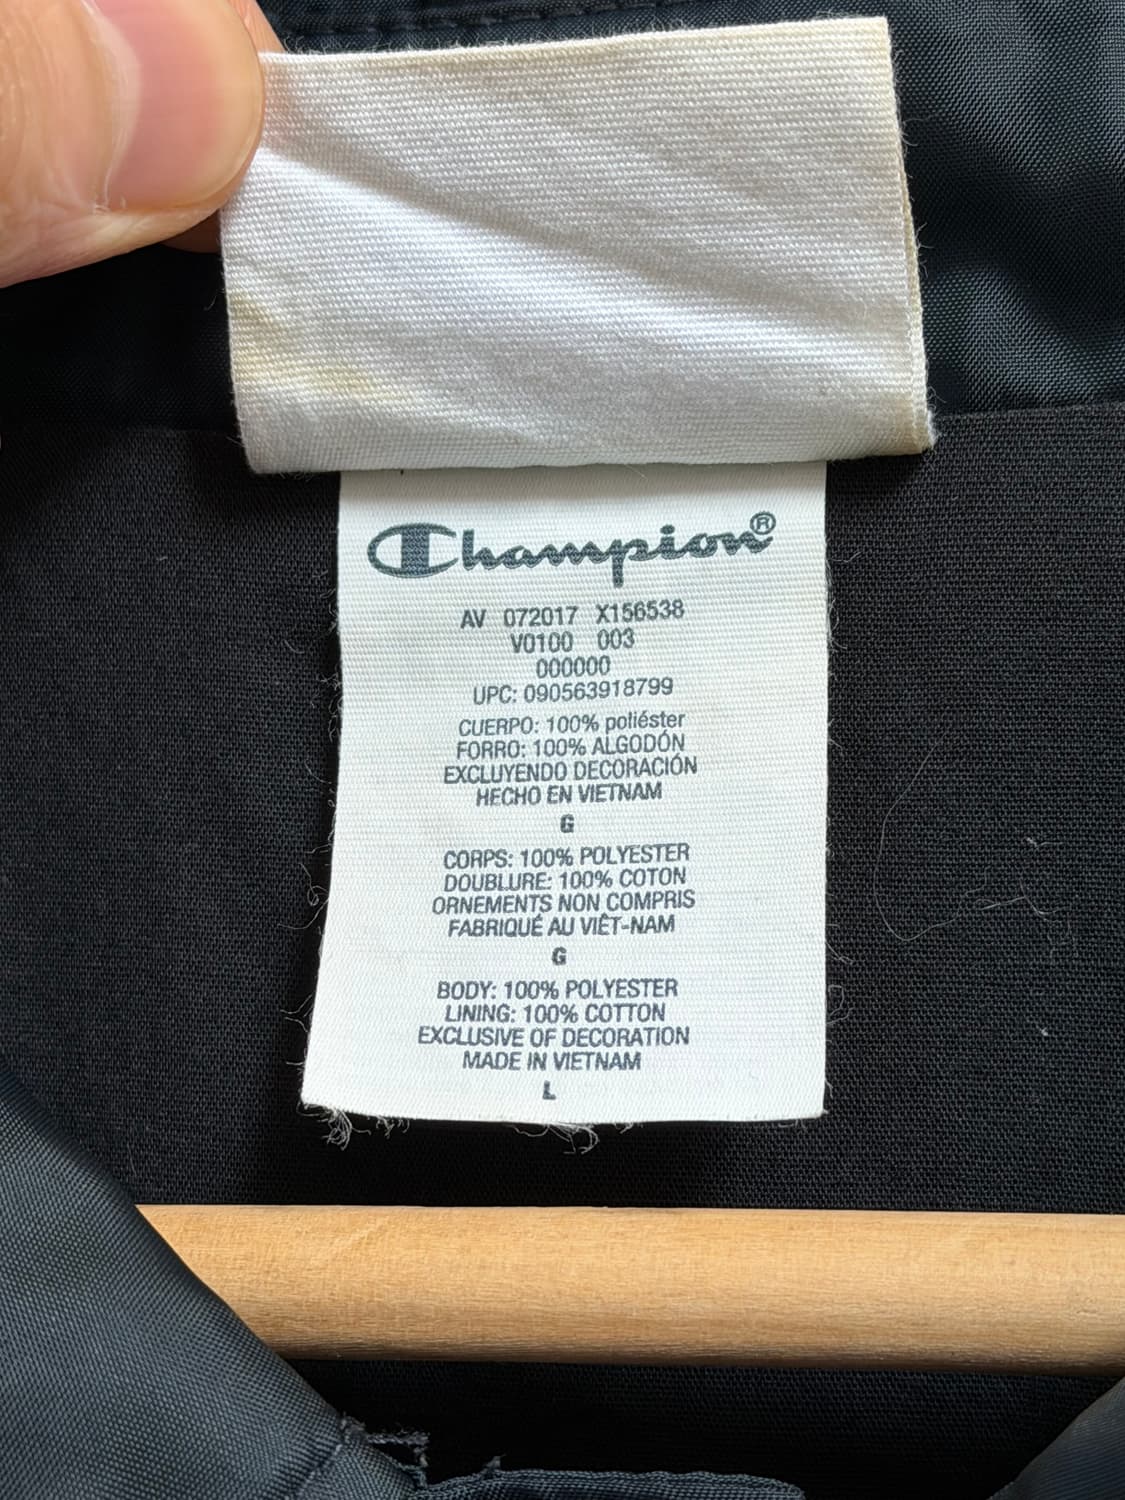 Champion®
AV 072017 X156538
V0100 003
000000
UPC: 090563918799
CUERPO: 100% poliéster
FORRO: 100% ALGODÓN
EXCLUYENDO DECORACIÓN
HECHO EN VIETNAM
G
CORPS: 100% POLYESTER
DOUBLURE: 100% COTON
ORNEMENTS NON COMPRIS
FABRIQUÉ AU VIÊT-NAM
G
BODY: 100% POLYESTER
LINING: 100% COTTON
EXCLUSIVE OF DECORATION
MADE IN VIETNAM
L